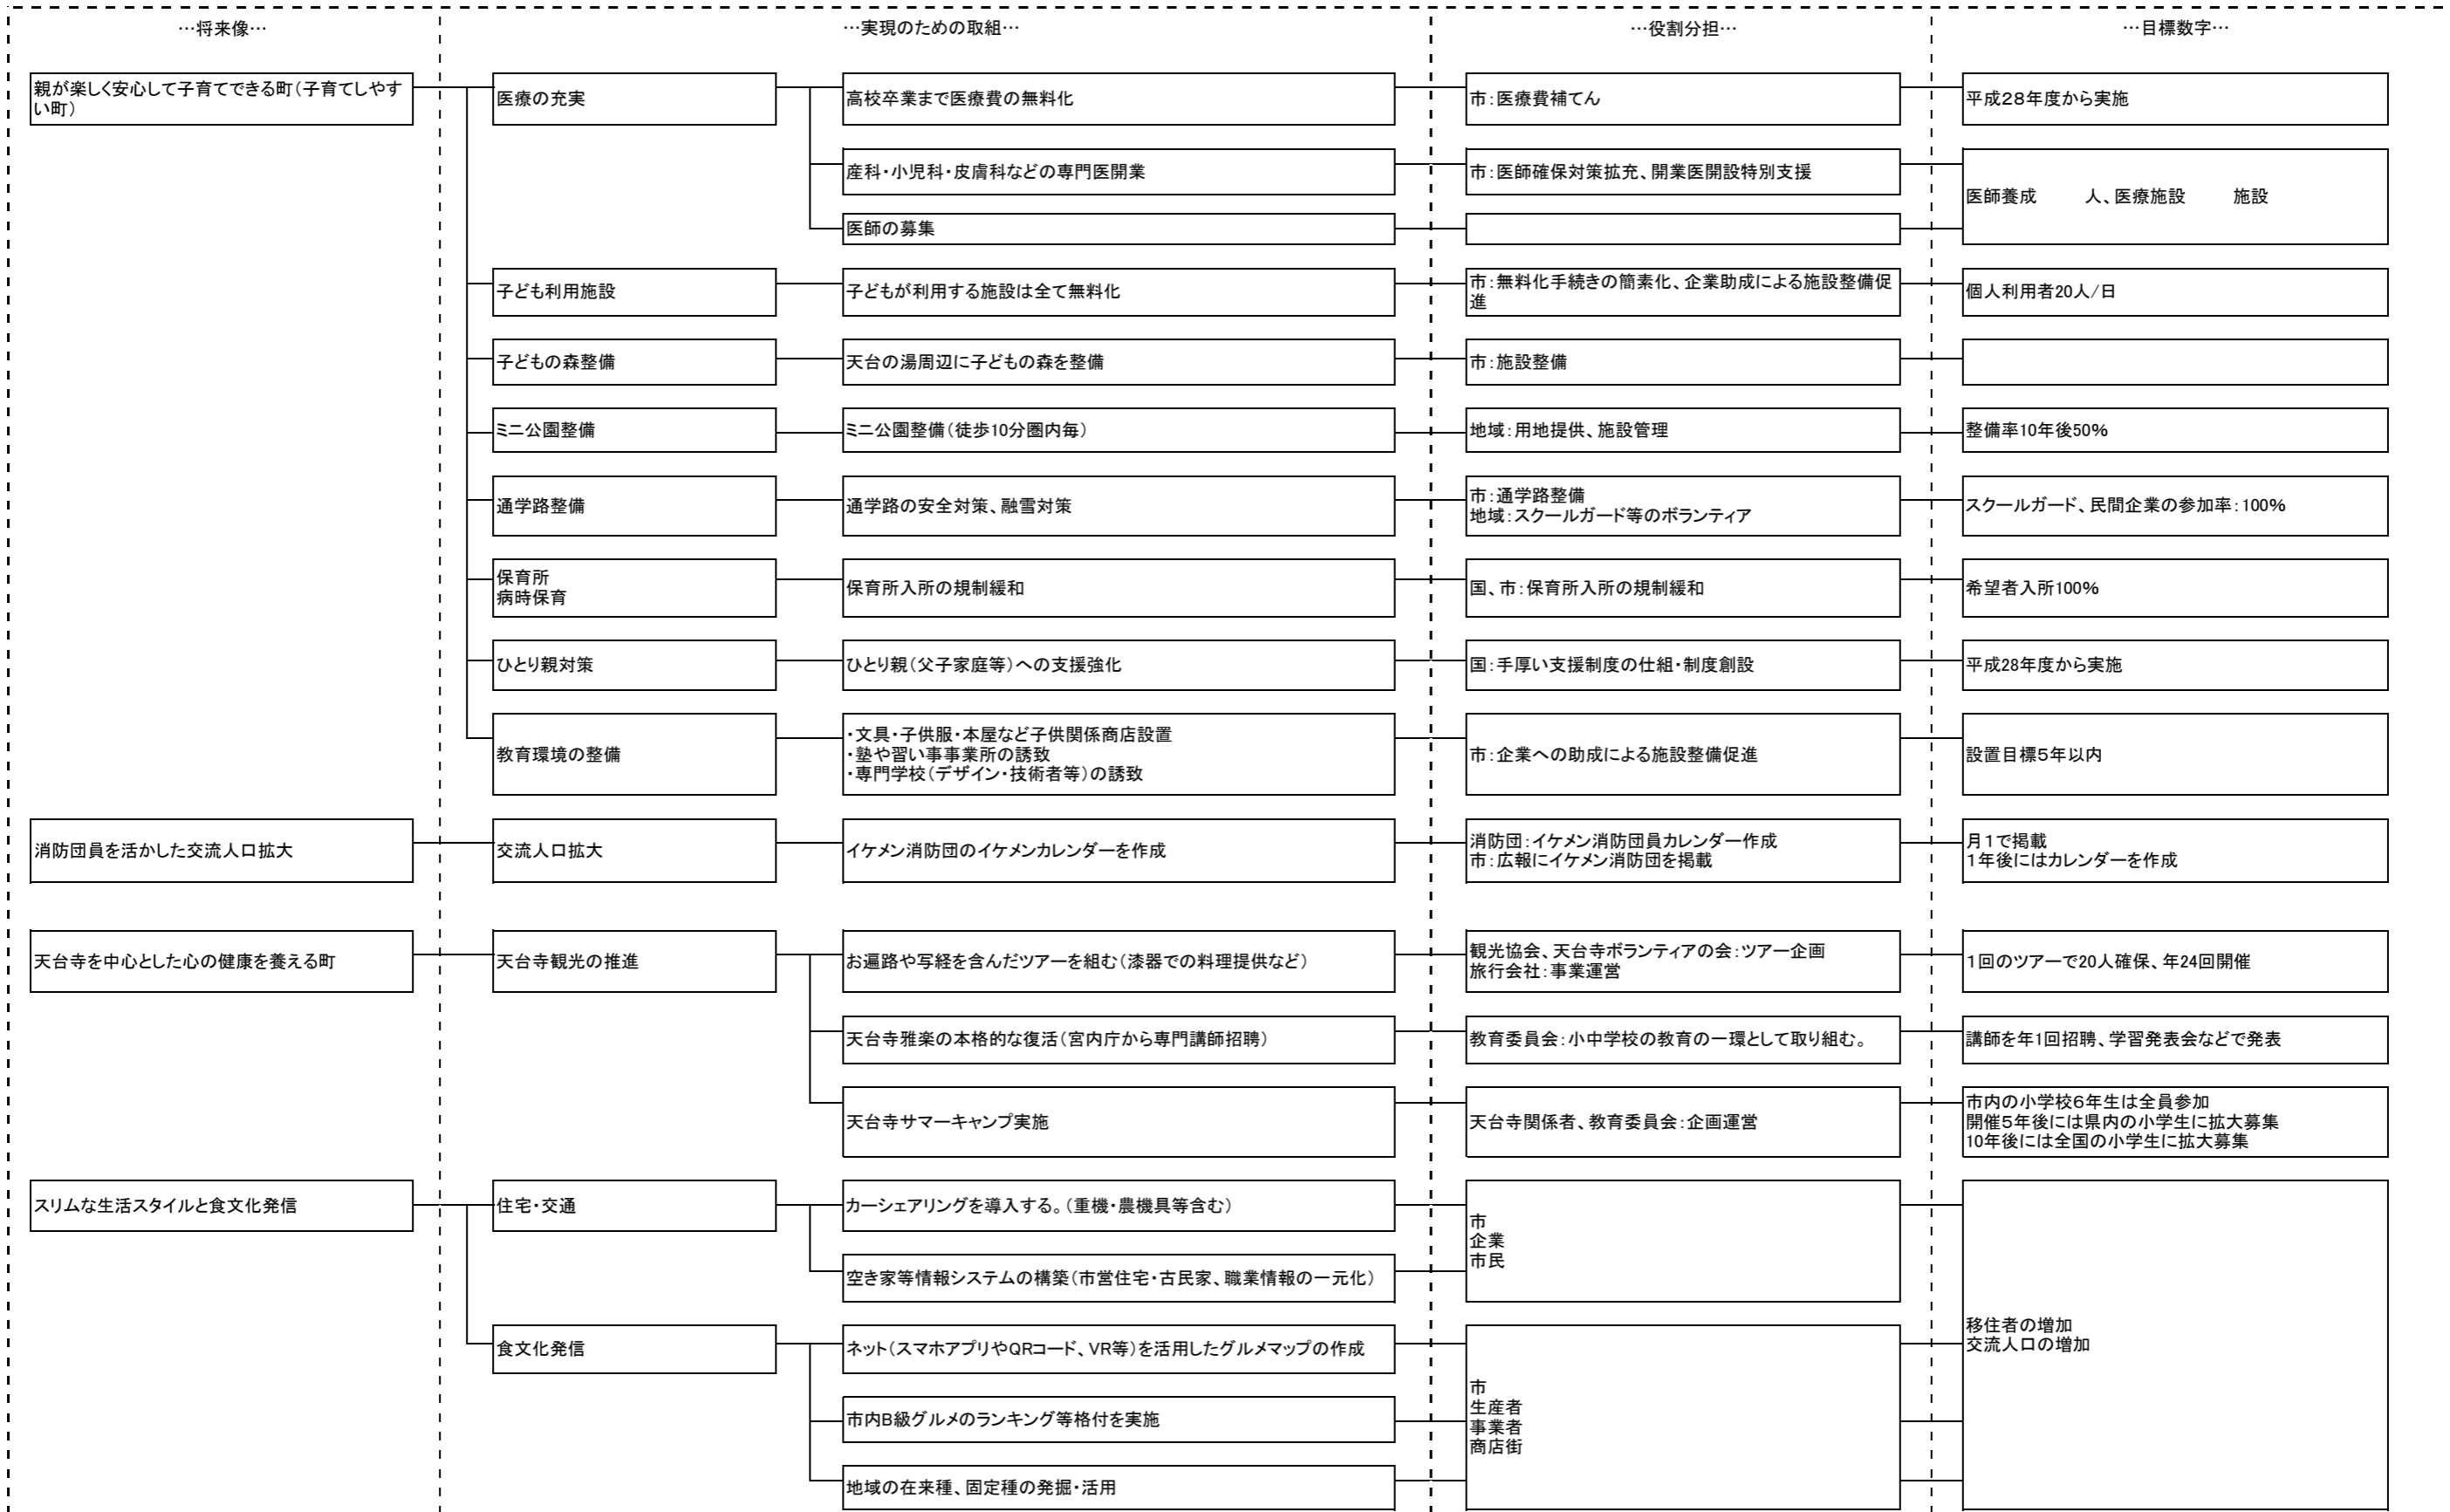 …将来像…
…実現のための取組…
…役割分担…
…目標数字…
親が楽しく安心して子育てできる町(子育てしやす
い町)
医療の充実
高校卒業まで医療費の無料化
市:医療費補てん
平成28年度から実施
産科・小児科・皮膚科などの専門医開業
市:医師確保対策拡充、開業医開設特別支援
医師養成　　　人、医療施設　　　施設
医師の募集
子ども利用施設
子どもが利用する施設は全て無料化
市:無料化手続きの簡素化、企業助成による施設整備促
進
個人利用者20人/日
子どもの森整備
天台の湯周辺に子どもの森を整備
市:施設整備
ミニ公園整備
ミニ公園整備(徒歩10分圏内毎)
地域:用地提供、施設管理
整備率10年後50%
通学路整備
通学路の安全対策、融雪対策
市:通学路整備
地域:スクールガード等のボランティア
スクールガード、民間企業の参加率:100%
保育所
病時保育
保育所入所の規制緩和
国、市:保育所入所の規制緩和
希望者入所100%
ひとり親対策
ひとり親(父子家庭等)への支援強化
国:手厚い支援制度の仕組・制度創設
平成28年度から実施
教育環境の整備
・文具・子供服・本屋など子供関係商店設置
・塾や習い事事業所の誘致
・専門学校(デザイン・技術者等)の誘致
市:企業への助成による施設整備促進
設置目標5年以内
消防団員を活かした交流人口拡大
交流人口拡大
イケメン消防団のイケメンカレンダーを作成
消防団:イケメン消防団員カレンダー作成
市:広報にイケメン消防団を掲載
月1で掲載
1年後にはカレンダーを作成
天台寺を中心とした心の健康を養える町
天台寺観光の推進
お遍路や写経を含んだツアーを組む(漆器での料理提供など)
観光協会、天台寺ボランティアの会:ツアー企画
旅行会社:事業運営
1回のツアーで20人確保、年24回開催
天台寺雅楽の本格的な復活(宮内庁から専門講師招聘)
教育委員会:小中学校の教育の一環として取り組む。
講師を年1回招聘、学習発表会などで発表
天台寺サマーキャンプ実施
天台寺関係者、教育委員会:企画運営
市内の小学校6年生は全員参加
開催5年後には県内の小学生に拡大募集
10年後には全国の小学生に拡大募集
スリムな生活スタイルと食文化発信
住宅・交通
カーシェアリングを導入する。(重機・農機具等含む)
市
企業
市民
空き家等情報システムの構築(市営住宅・古民家、職業情報の一元化)
移住者の増加
交流人口の増加
食文化発信
ネット(スマホアプリやQRコード、VR等)を活用したグルメマップの作成
市
生産者
事業者
商店街
市内B級グルメのランキング等格付を実施
地域の在来種、固定種の発掘・活用